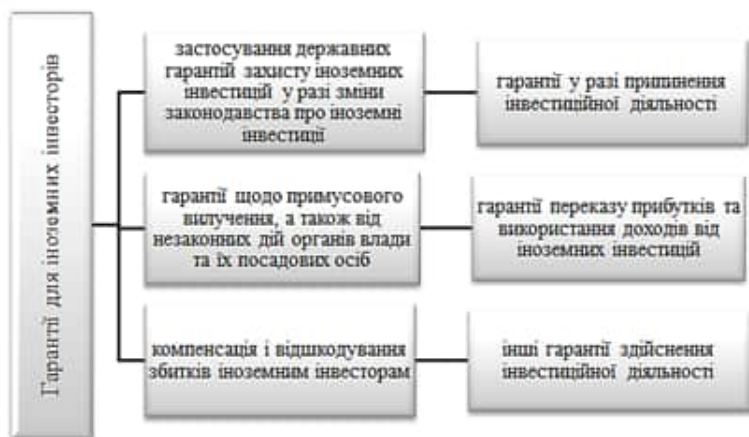 Гарантії для іноземних інвесторів
застосування державних
гарантій захисту іноземних
інвестицій у разі зміни
законодавства про іноземні
інвестиції
гарантії у разі припинення
інвестиційної діяльності
гарантії щодо примусового
вилучення, а також від
незаконних дій органів влади
та їх посадових осіб
гарантії переказу прибутків та
використання доходів від
іноземних інвестицій
компенсація і відшкодування
збитків іноземним інвесторам
інші гарантії здійснення
інвестиційної діяльності